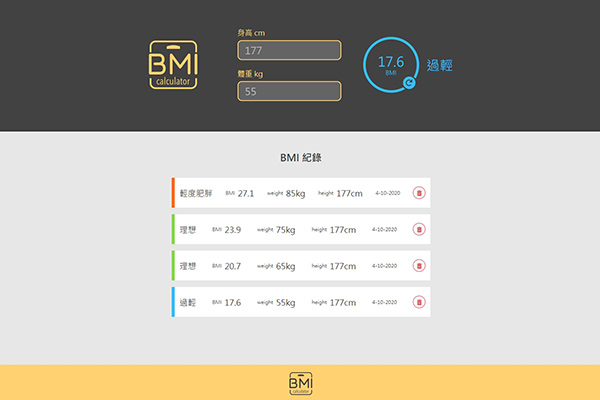 BMI
calculator
身高 cm
177
體重 kg
55
17.6
BMI
過輕
BMI 紀錄
輕度肥胖 BMI 27.1 weight 85kg height 177cm 4-10-2020
理想 BMI 23.9 weight 75kg height 177cm 4-10-2020
理想 BMI 20.7 weight 65kg height 177cm 4-10-2020
過輕 BMI 17.6 weight 55kg height 177cm 4-10-2020
BMI
calculator